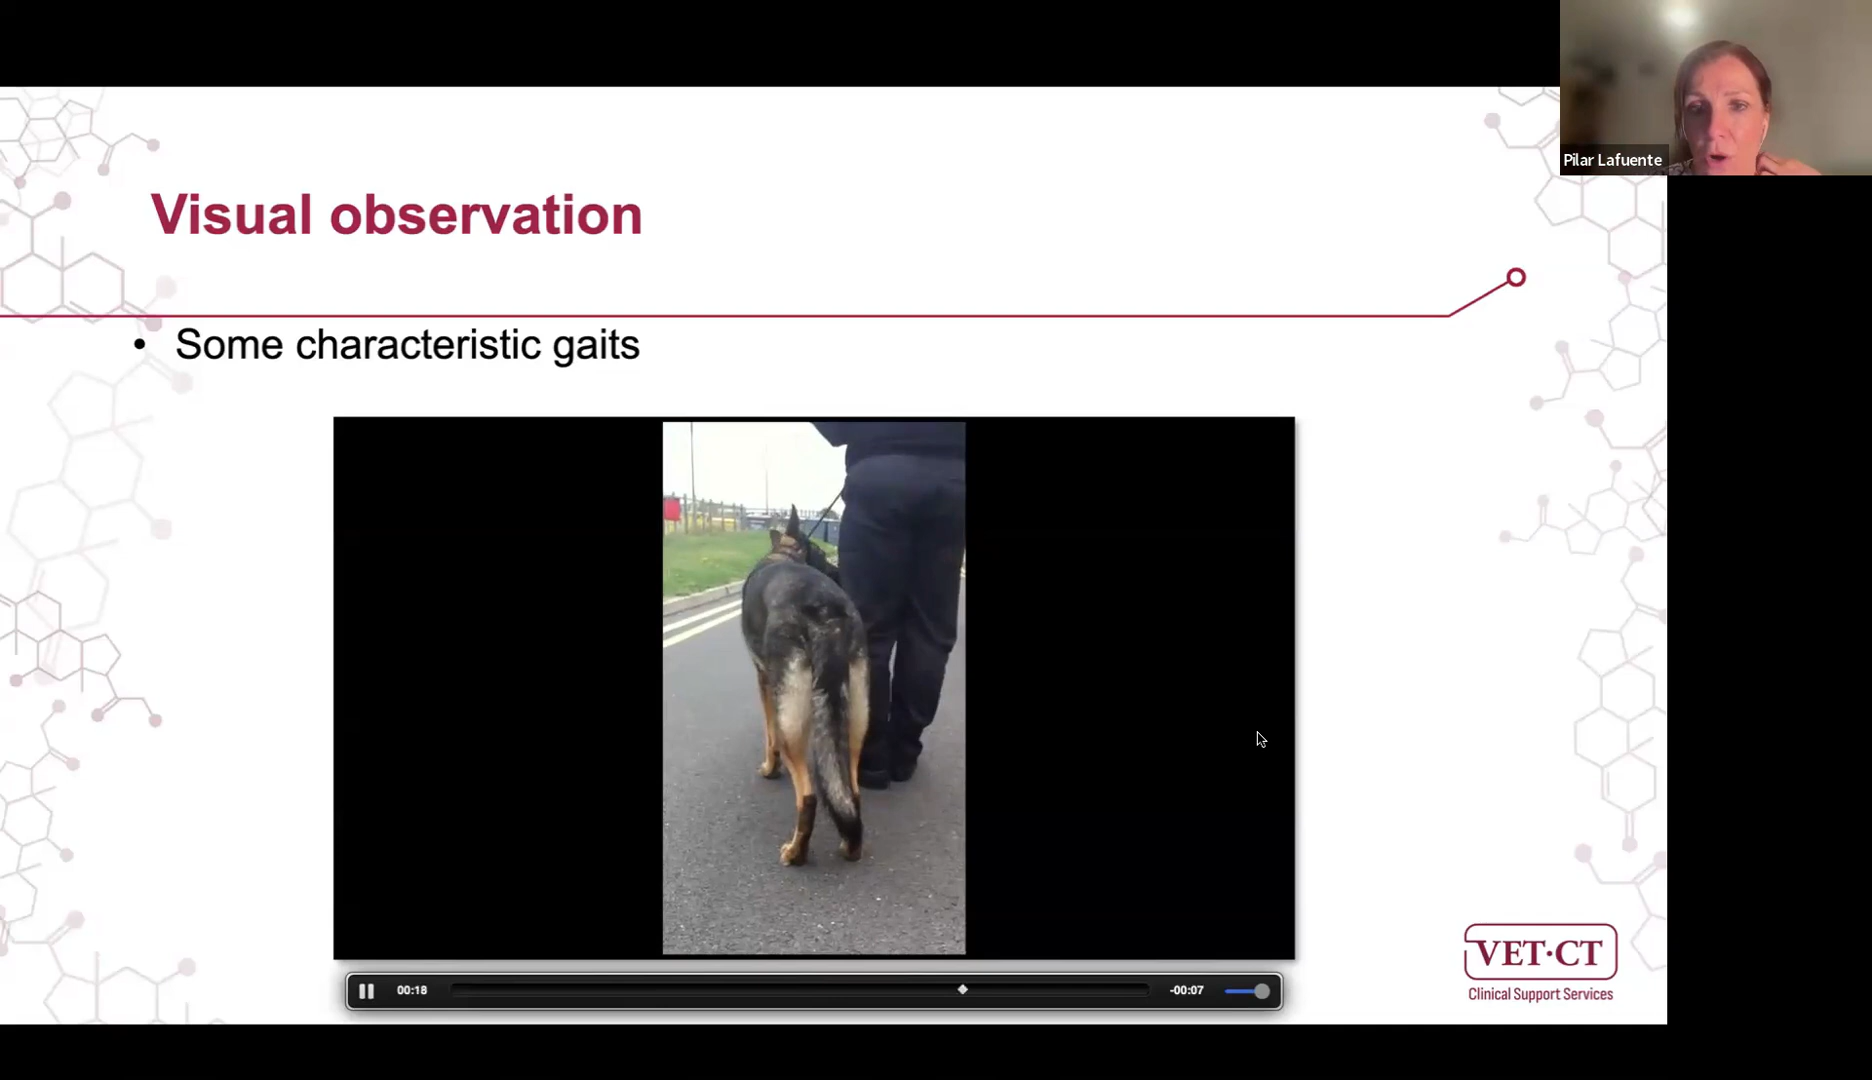 Pilar Lafuente
Visual observation
• Some characteristic gaits
00:18
-00:07
VET·CT
Clinical Support Services